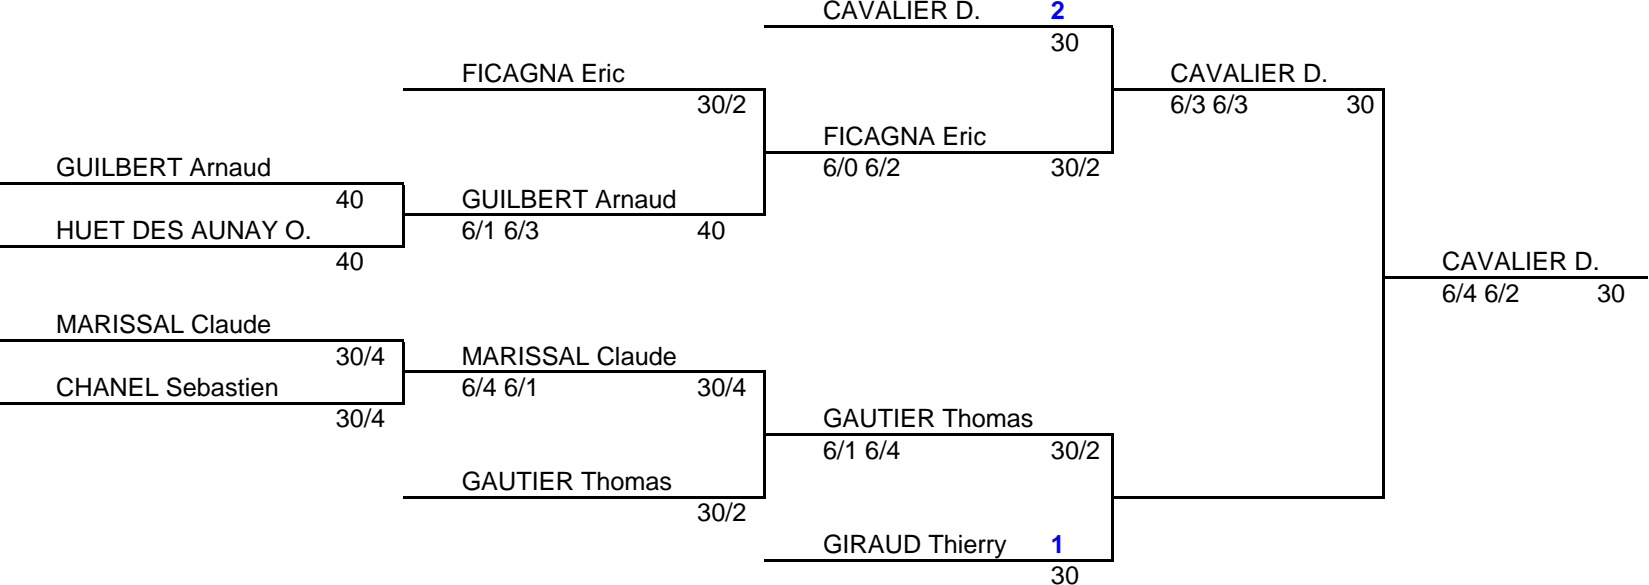 CAVALIER D. 2
30
FICAGNA Eric
30/2
CAVALIER D.
6/3 6/3 30
FICAGNA Eric
6/0 6/2 30/2
GUILBERT Arnaud
40
GUILBERT Arnaud
6/1 6/3 40
HUET DES AUNAY O.
40
CAVALIER D.
6/4 6/2 30
MARISSAL Claude
30/4
MARISSAL Claude
6/4 6/1 30/4
CHANEL Sebastien
30/4
GAUTIER Thomas
6/1 6/4 30/2
GAUTIER Thomas
30/2
GIRAUD Thierry 1
30